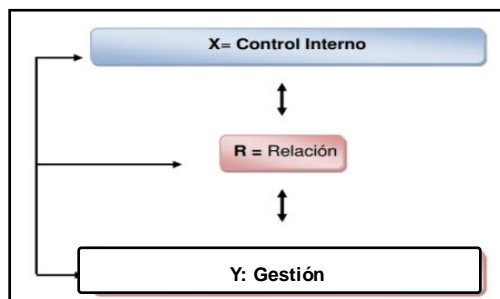 X= Control Interno
R = Relación
Y: Gestión